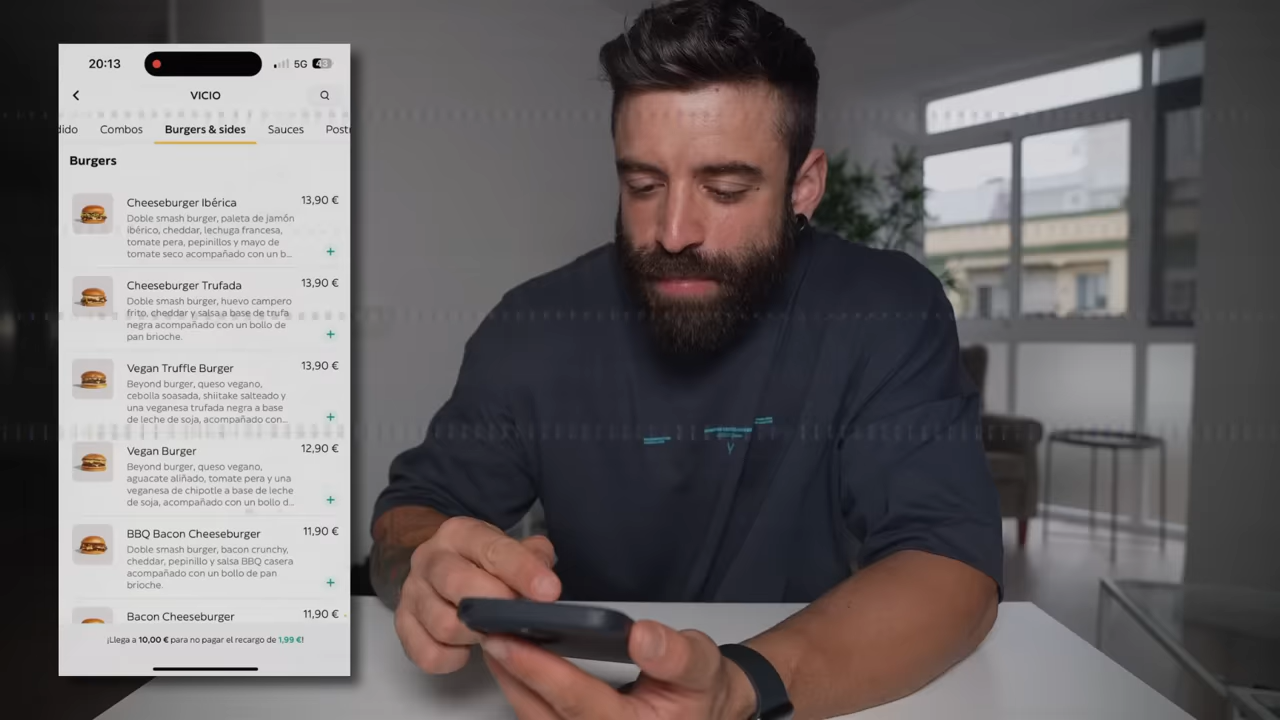 20:13
5G
43
VICIO
dido
Combos
Burgers & sides
Sauces
Postr
Burgers
Cheeseburger Ibérica
13,90 €
Doble smash burger, paleta de jamón
ibérico, cheddar, lechuga francesa,
tomate pera, pepinillos y mayo de
tomate seco acompañado con un b...
Cheeseburger Trufada
13,90 €
Doble smash burger, huevo campero
frito, cheddar y salsa a base de trufa
negra acompañado con un bollo de
pan brioche.
Vegan Truffle Burger
13,90 €
Beyond burger, queso vegano,
cebolla soasada, shiitake salteado y
una veganesa trufada negra a base
de leche de soja, acompañado con...
Vegan Burger
12,90 €
Beyond burger, queso vegano,
aguacate aliñado, tomate pera y una
veganesa de chipotle a base de leche
de soja, acompañado con un bollo d...
BBQ Bacon Cheeseburger
11,90 €
Doble smash burger, bacon crunchy,
cheddar, pepinillo y salsa BBQ casera
acompañado con un bollo de pan
brioche.
Bacon Cheeseburger
11,90 €
¡Llega a 10,00 € para no pagar el recargo de 1,99 €!